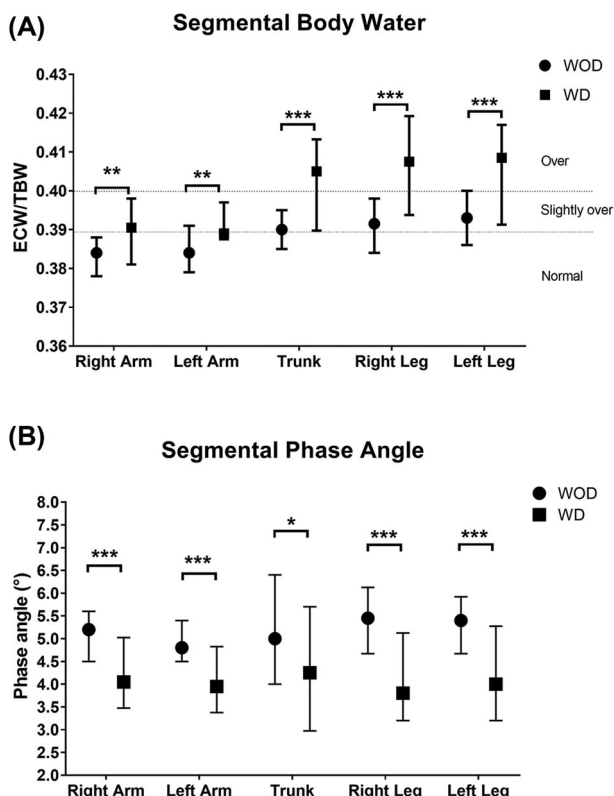 (A)
Segmental Body Water
WOD
WD
ECW/TBW
0.43
0.42
0.41
0.40
0.39
0.38
0.37
0.36
**
**
***
***
***
Over
Slightly over
Normal
Right Arm Left Arm Trunk Right Leg Left Leg
(B)
Segmental Phase Angle
WOD
WD
Phase angle (°)
8.0
7.5
7.0
6.5
6.0
5.5
5.0
4.5
4.0
3.5
3.0
2.5
2.0
***
***
*
***
***
Right Arm Left Arm Trunk Right Leg Left Leg